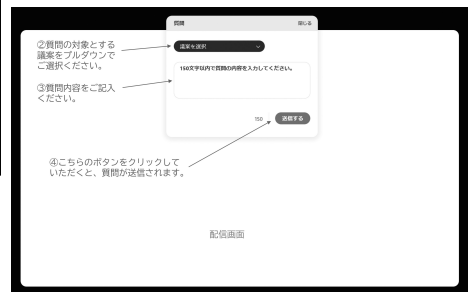 質問
閉じる
②質問の対象とする
議案をプルダウンで
ご選択ください。
議案を選択
150文字以内で質問の内容を入力してください。
③質問内容をご記入
ください。
150
送信する
④こちらのボタンをクリックして
いただくと、質問が送信されます。
配信画面